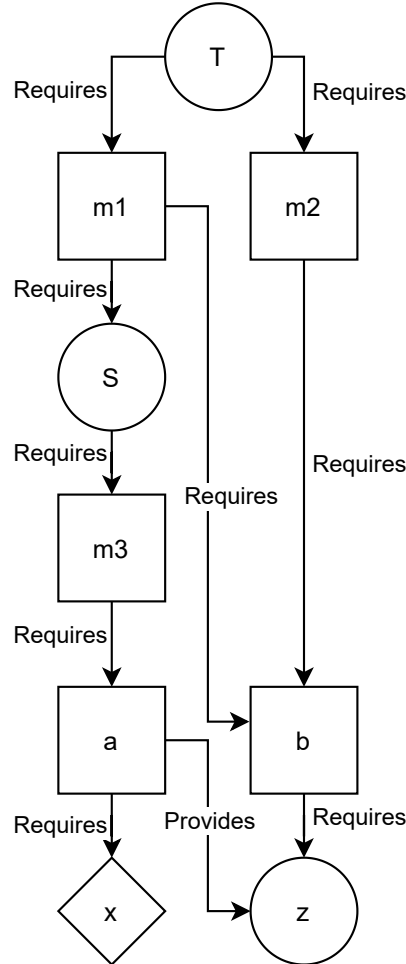 T
Requires
Requires
m1
m2
Requires
S
Requires
Requires
Requires
m3
Requires
a
b
Requires
Provides
Requires
x
z